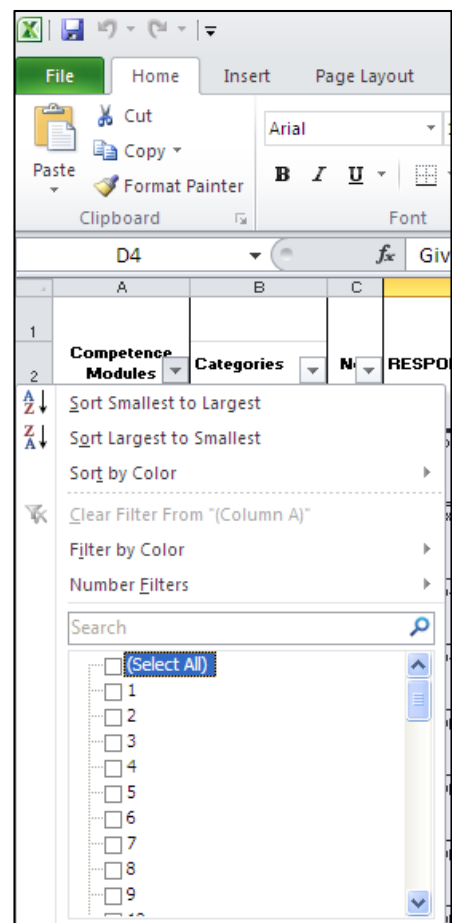 File Home Insert Page Layout
Cut
Copy
Format Painter
Paste
Arial
B I U
Clipboard Font
D4 fx Giv
A B C
1
2 Competence Modules Categories RESPO
Sort Smallest to Largest
Sort Largest to Smallest
Sort by Color
Clear Filter From "(Column A)"
Filter by Color
Number Filters
Search
(Select All)
1
2
3
4
5
6
7
8
9